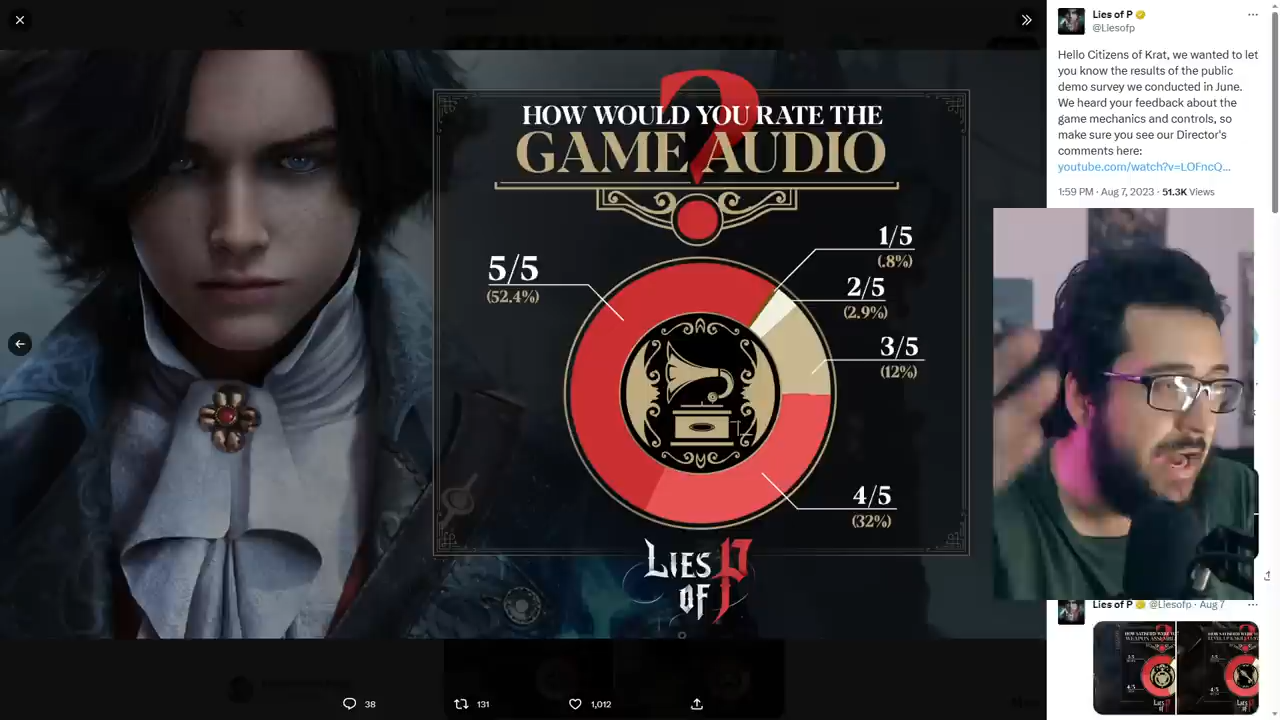 HOW WOULD YOU RATE THE
GAME AUDIO
?
5/5
(52.4%)
1/5
(.8%)
2/5
(2.9%)
3/5
(12%)
4/5
(32%)
LIES
OF P
38
131
1,012
Lies of P
@Liesofp
Hello Citizens of Krat, we wanted to let
you know the results of the public
demo survey we conducted in June.
We heard your feedback about the
game mechanics and controls, so
make sure you see our Director's
comments here:
youtube.com/watch?v=LOFncQ...
1:59 PM · Aug 7, 2023 · 51.3K Views
Lies of P @Liesofp · Aug 7